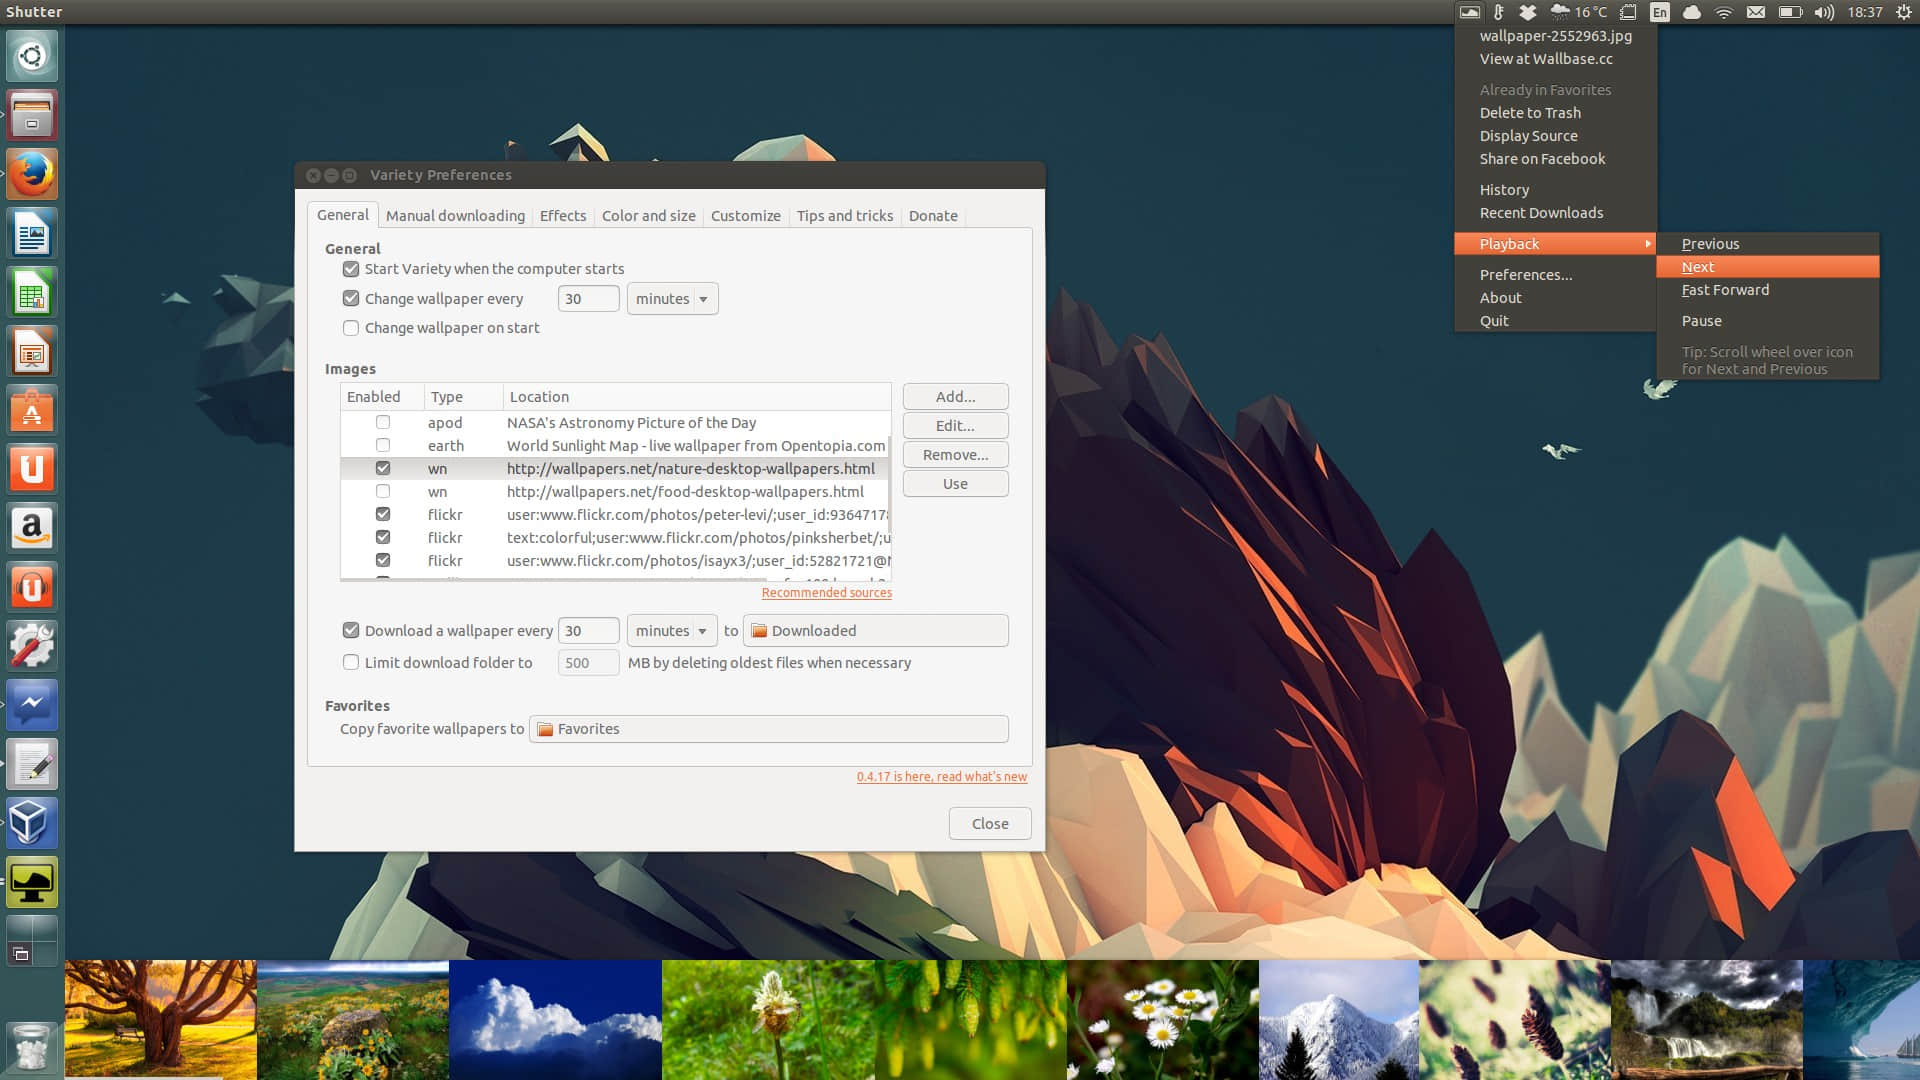 Shutter
16 °C
En
18:37
wallpaper-2552963.jpg
View at Wallbase.cc
Already in Favorites
Delete to Trash
Display Source
Share on Facebook
History
Recent Downloads
Playback
Preferences...
About
Quit
Previous
Next
Fast Forward
Pause
Tip: Scroll wheel over icon
for Next and Previous
Variety Preferences
General Manual downloading Effects Color and size Customize Tips and tricks Donate
General
Start Variety when the computer starts
Change wallpaper every 30 minutes
Change wallpaper on start
Images
Enabled Type Location
apod NASA's Astronomy Picture of the Day
earth World Sunlight Map - live wallpaper from Opentopia.com
wn http://wallpapers.net/nature-desktop-wallpapers.html
wn http://wallpapers.net/food-desktop-wallpapers.html
flickr user:www.flickr.com/photos/peter-levi/;user_id:93647178
flickr text:colorful;user:www.flickr.com/photos/pinksherbet/;u
flickr user:www.flickr.com/photos/isayx3/;user_id:52821721@
Add...
Edit...
Remove...
Use
Recommended sources
Download a wallpaper every 30 minutes to Downloaded
Limit download folder to 500 MB by deleting oldest files when necessary
Favorites
Copy favorite wallpapers to Favorites
0.4.17 is here, read what's new
Close